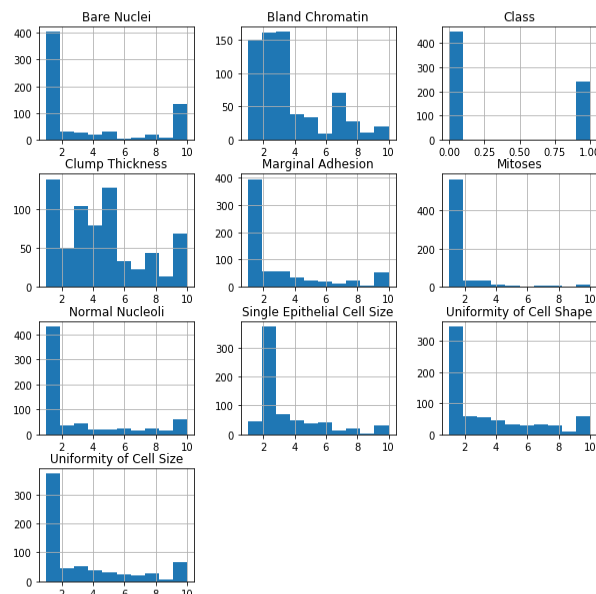 Bare Nuclei
Bland Chromatin
Class
400
300
200
100
0
2 4 6 8 10
150
100
50
0
2 4 6 8 10
400
300
200
100
0
0.00 0.25 0.50 0.75 1.00
Clump Thickness
Marginal Adhesion
Mitoses
100
50
0
2 4 6 8 10
400
300
200
100
0
2 4 6 8 10
400
200
0
2 4 6 8 10
Normal Nucleoli
Single Epithelial Cell Size
Uniformity of Cell Shape
400
300
200
100
0
2 4 6 8 10
300
200
100
0
2 4 6 8 10
300
200
100
0
2 4 6 8 10
Uniformity of Cell Size
300
200
100
0
2 4 6 8 10